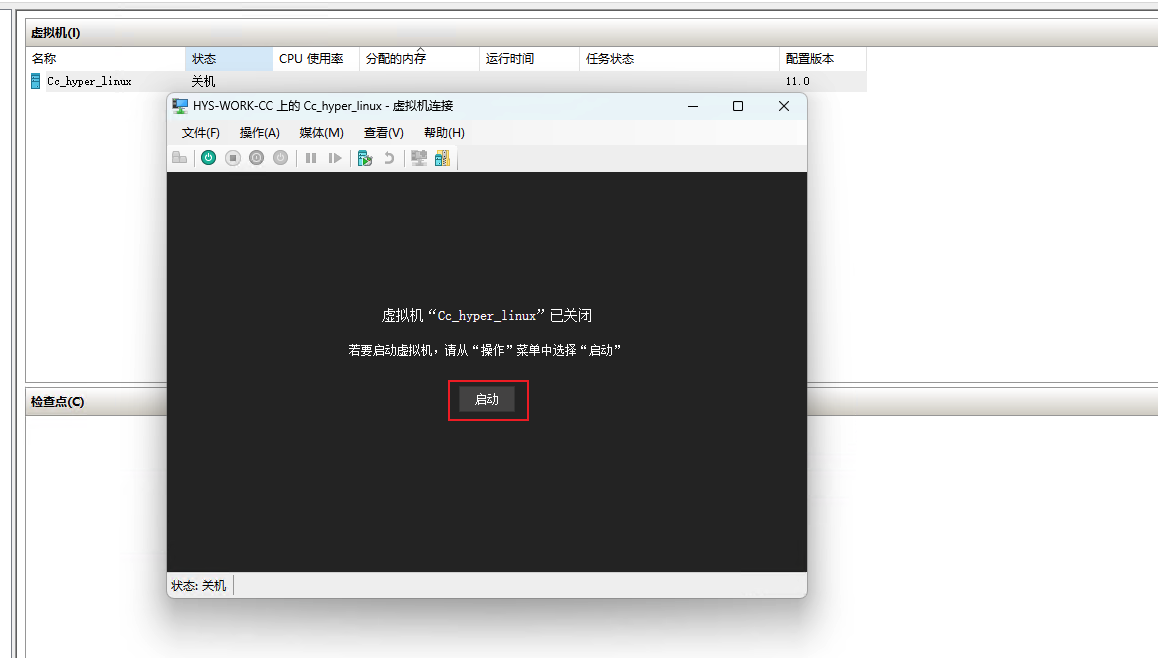 虚拟机(I)
名称 状态 CPU 使用率 分配的内存 运行时间 任务状态 配置版本
Cc_hyper_linux 关机 11.0
HYS-WORK-CC 上的 Cc_hyper_linux - 虚拟机连接
文件(F) 操作(A) 媒体(M) 查看(V) 帮助(H)
虚拟机“Cc_hyper_linux”已关闭
若要启动虚拟机，请从“操作”菜单中选择“启动”
启动
检查点(C)
状态: 关机